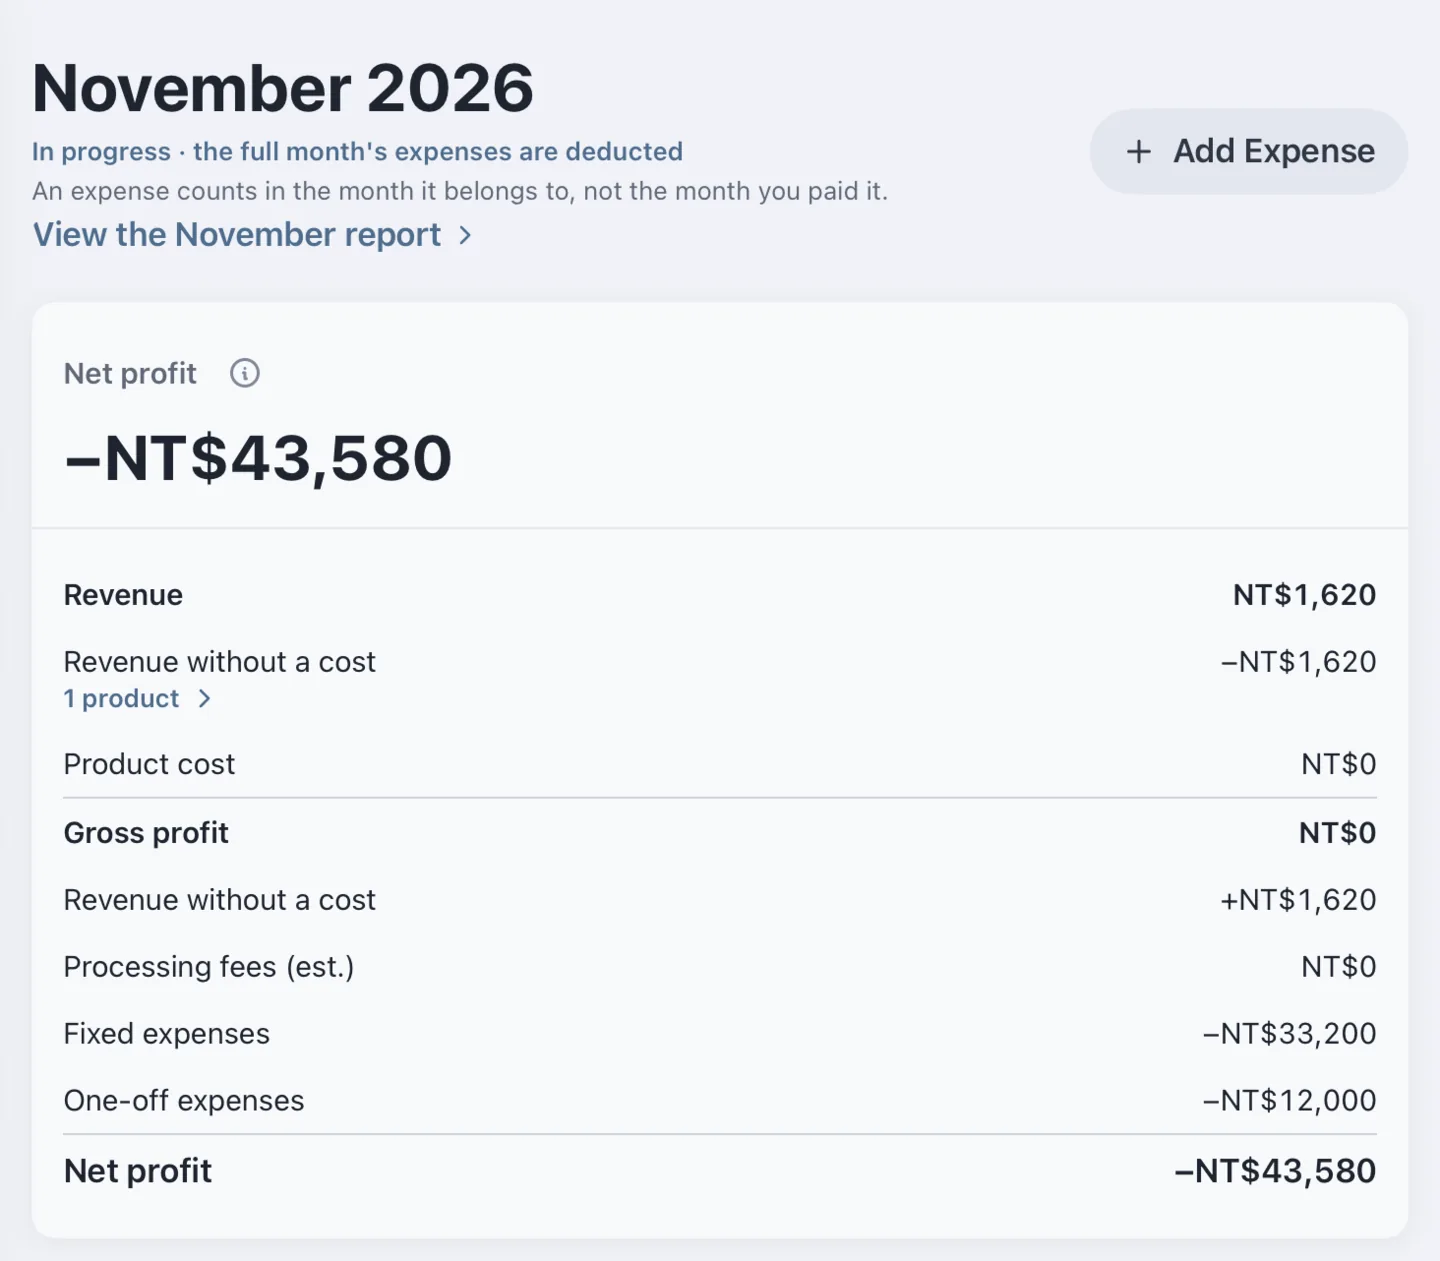 November 2026
In progress · the full month's expenses are deducted
An expense counts in the month it belongs to, not the month you paid it.
View the November report >
+ Add Expense
Net profit
–NT$43,580
Revenue NT$1,620
Revenue without a cost –NT$1,620
1 product >
Product cost NT$0
Gross profit NT$0
Revenue without a cost +NT$1,620
Processing fees (est.) NT$0
Fixed expenses –NT$33,200
One-off expenses –NT$12,000
Net profit –NT$43,580